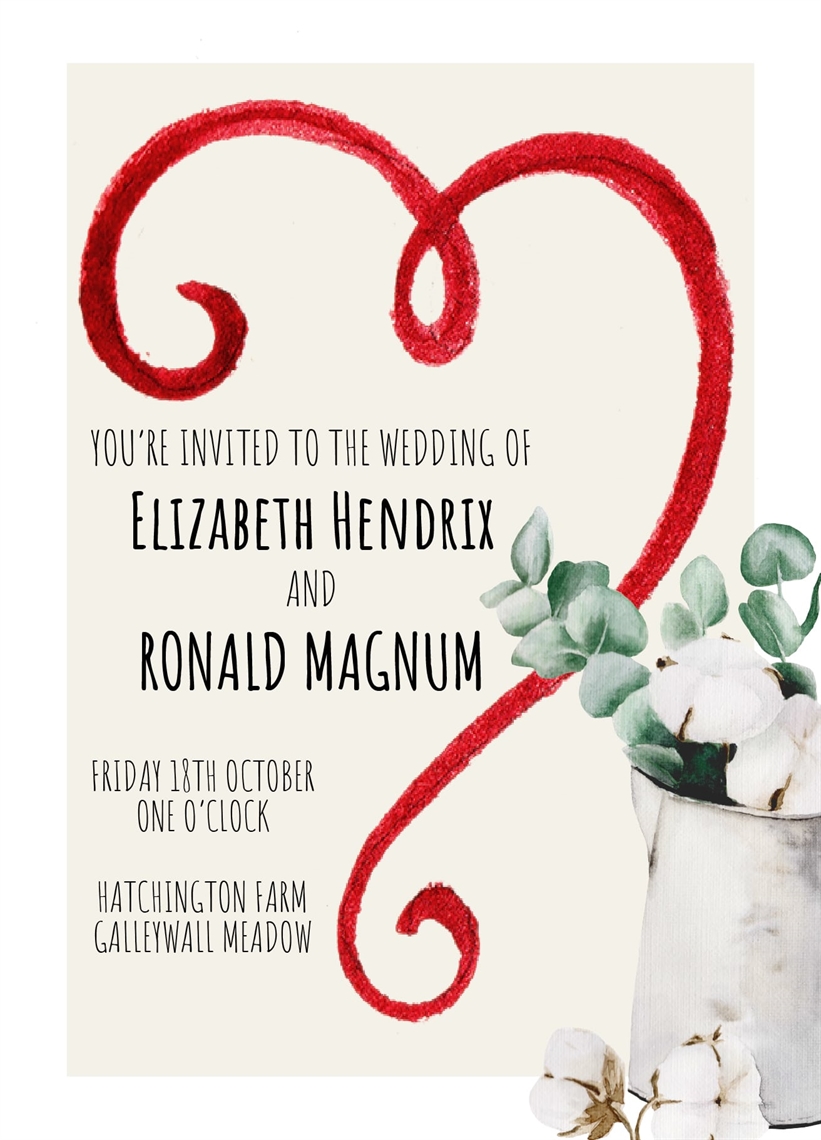 YOU'RE INVITED TO THE WEDDING OF
Elizabeth Hendrix
AND
RONALD MAGNUM
FRIDAY 18TH OCTOBER
ONE O'CLOCK
HATCHINGTON FARM
GALLEYWALL MEADOW